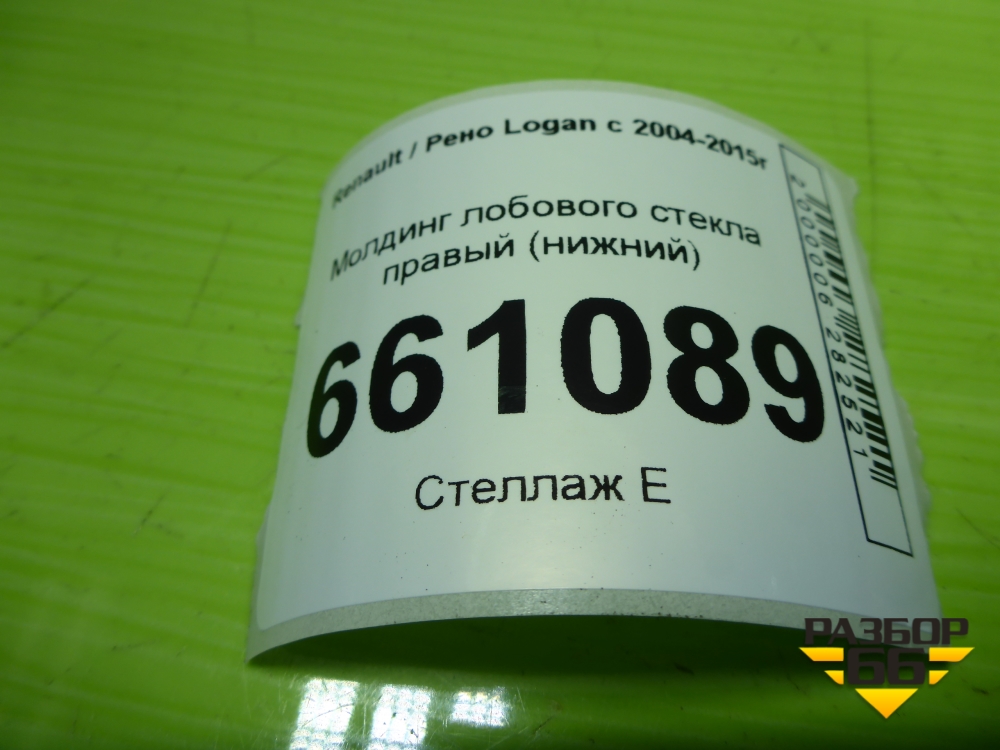 Renault / Рено Logan с 2004-2015г
Молдинг лобового стекла
правый (нижний)
661089
Стеллаж Е
2000006282521
РАЗБОР
66